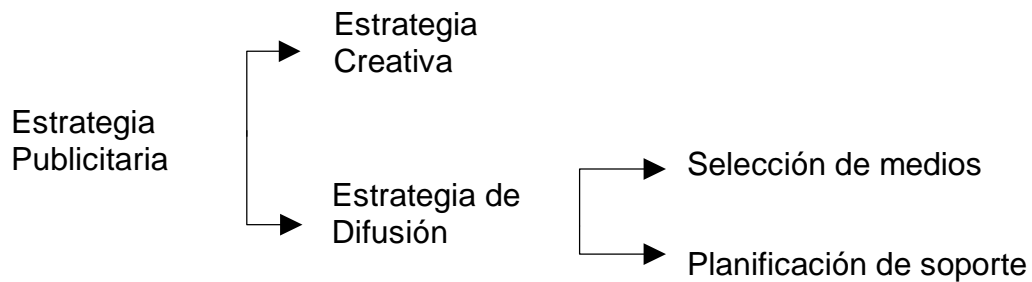 Estrategia
Creativa
Estrategia
Publicitaria
Estrategia de
Difusión
Selección de medios
Planificación de soporte